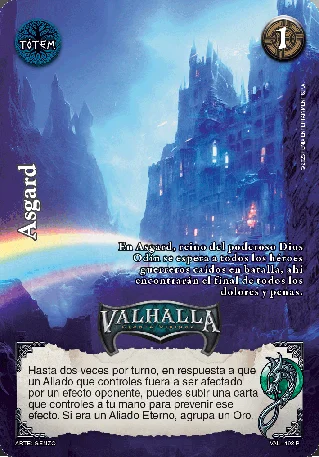 TÓTEM
1
Asgard
En Asgard, reino del poderoso Dios
Odín se espera a todos los héroes
guerreros caídos en batalla, ahí
encontrarán el final de todos los
dolores y penas.
VALHALLA
Hasta dos veces por turno, en respuesta a que
un Aliado que controles fuera a ser afectado
por un efecto oponente, puedes subir una carta
que controles a tu mano para prevenir ese
efecto. Si era un Aliado Eterno, agrupa un Oro.